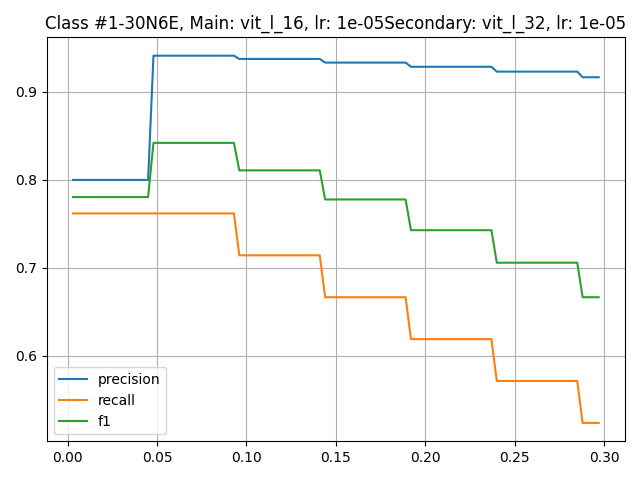 Class #1-30N6E, Main: vit_l_16, lr: 1e-05Secondary: vit_l_32, lr: 1e-05
0.9
0.8
0.7
0.6
precision
recall
f1
0.00 0.05 0.10 0.15 0.20 0.25 0.30